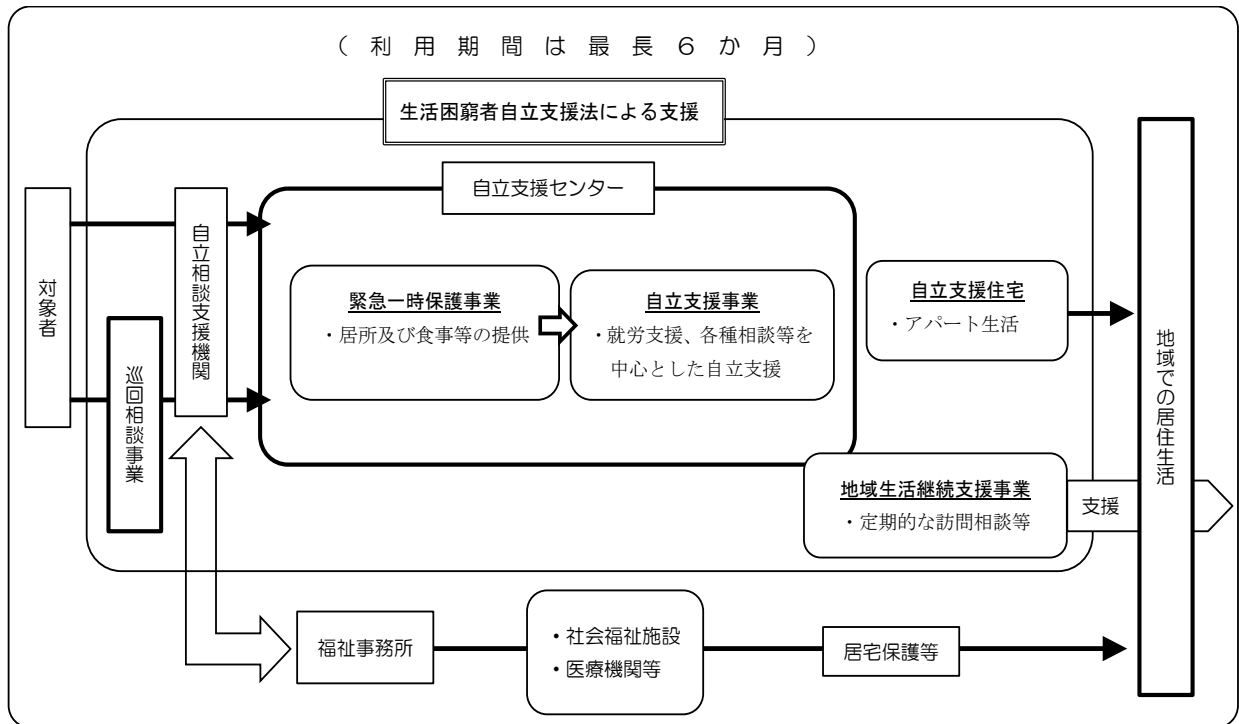 （利用期間は最長６か月）
生活困窮者自立支援法による支援
自立支援センター
対象者
自立相談支援機関
巡回相談事業
緊急一時保護事業
・居所及び食事等の提供
自立支援事業
・就労支援、各種相談等を
中心とした自立支援
自立支援住宅
・アパート生活
地域生活継続支援事業
・定期的な訪問相談等
支援
地域での居住生活
福祉事務所
・社会福祉施設
・医療機関等
居宅保護等